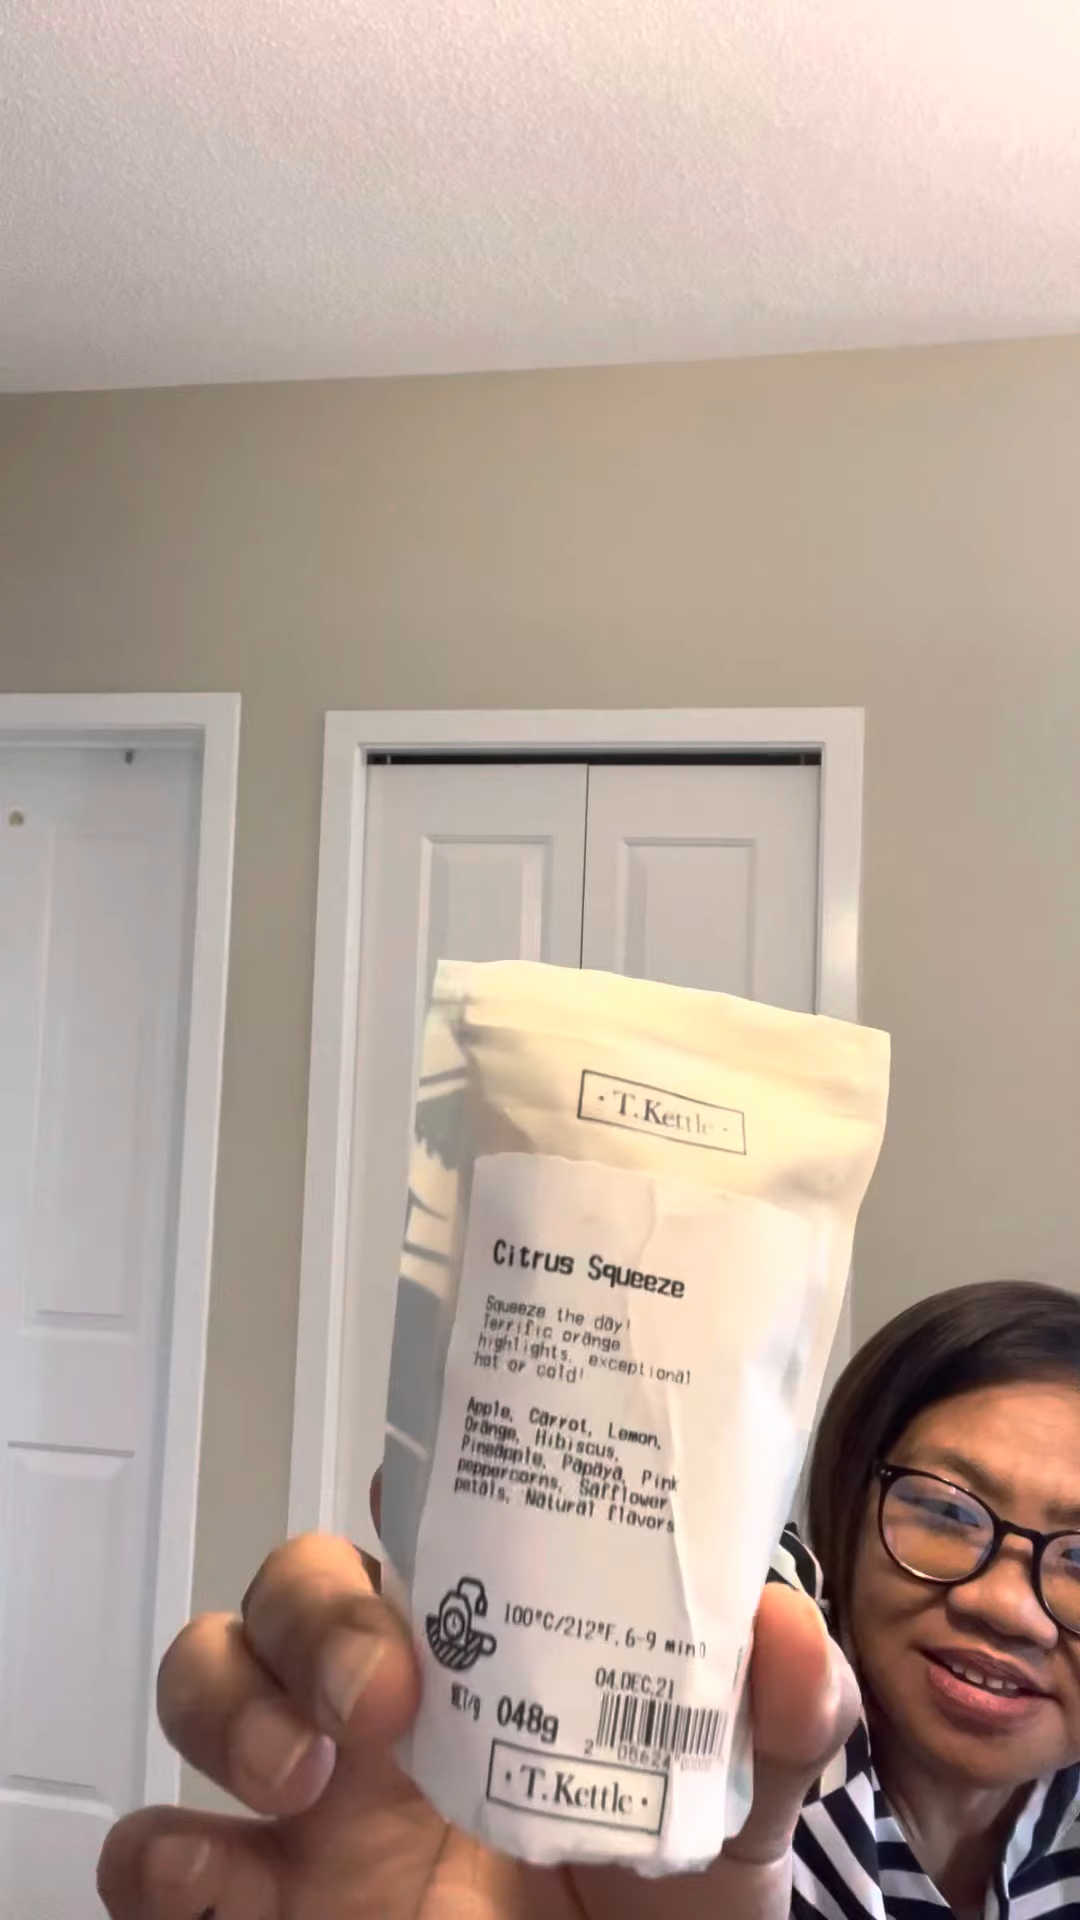 · T.Kettle ·
Citrus Squeeze
Squeeze the day!
Terrific orange
highlights, exceptional
hot or cold!
Apple, Carrot, Lemon,
Orange, Hibiscus,
Pineapple, Papaya, Pink
peppercorns, Safflower
petals, Natural flavors
100°C/212°F, 6-9 min
04.DEC.21
NET/g 048g
· T.Kettle ·